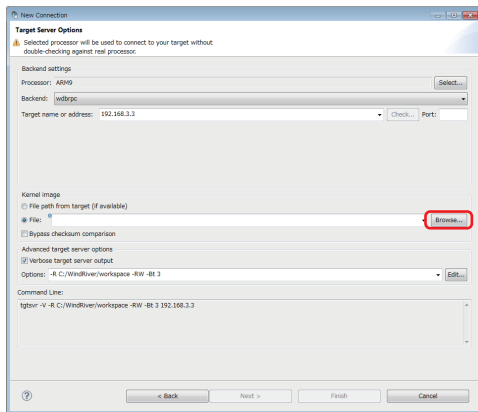 New Connection
Target Server Options
Selected processor will be used to connect to your target without
double-checking against real processor.
Backend settings
Processor: ARM9 Select...
Backend: wdbrpc
Target name or address: 192.168.3.3 Check... Port:
Kernel image
File path from target (if available)
File: Browse...
Bypass checksum comparison
Advanced target server options
Verbose target server output
Options: -R C:/WindRiver/workspace -RW -Bt 3 Edit...
Command Line:
tgtsvr -V -R C:/WindRiver/workspace -RW -Bt 3 192.168.3.3
? < Back Next > Finish Cancel